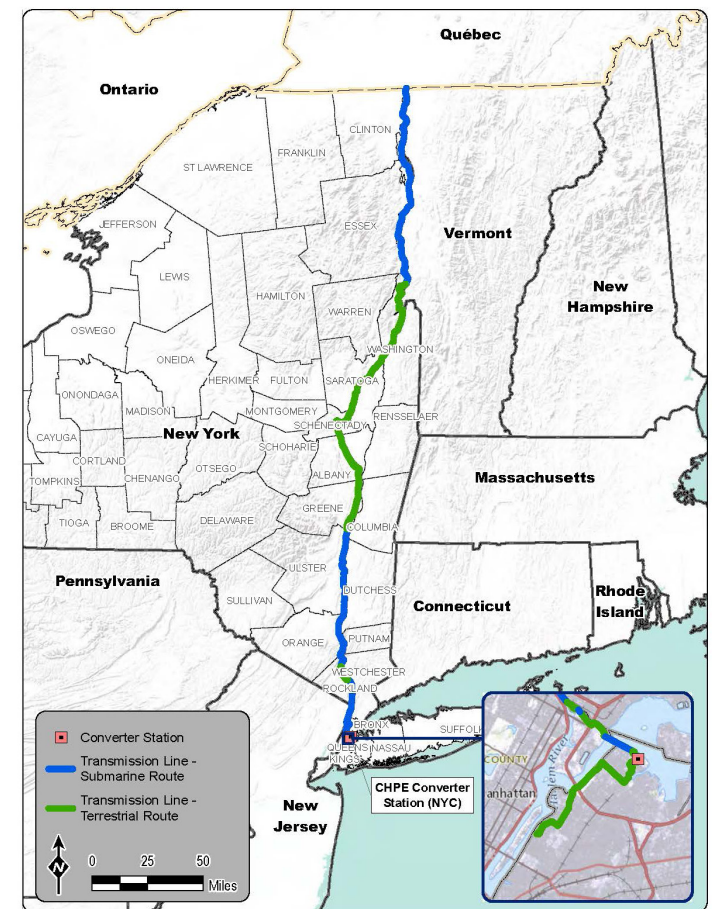 Québec
Ontario
CLINTON
FRANKLIN
ST LAWRENCE
JEFFERSON
ESSEX
Vermont
LEWIS
New
Hampshire
HAMILTON
WARREN
OSWEGO
WASHINGTON
ONEIDA
HERKIMER
FULTON
SARATOGA
ONONDAGA
MADISON
MONTGOMERY
RENSSELAER
SCHENECTADY
CAYUGA
New York
SCHOHARIE
CORTLAND
OTSEGO
Massachusetts
TOMPKINS
CHENANGO
ALBANY
GREENE
TIOGA
BROOME
DELAWARE
COLUMBIA
Pennsylvania
ULSTER
SULLIVAN
DUTCHESS
Connecticut
Rhode
Island
ORANGE
PUTNAM
WESTCHESTER
ROCKLAND
BRONX
SUFFOLK
QUEENS
NASSAU
KINGS
CHPE Converter
Station (NYC)
New
Jersey
COUNTY
Harlem River
anhattan
Converter Station
Transmission Line -
Submarine Route
Transmission Line -
Terrestrial Route
N
0 25 50
Miles